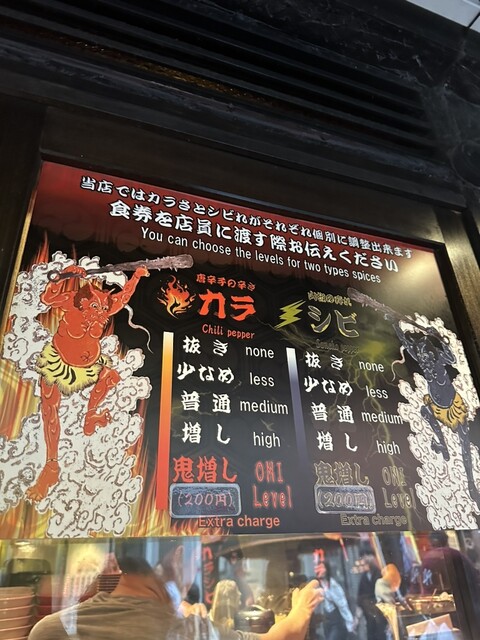 当店ではカラさとシビれがそれぞれ個別に調整出来ます
食券を店員に渡す際お伝えください
You can choose the levels for two types spices
唐辛子の辛さ
カラ
Chili pepper
抜き none
少なめ less
普通 medium
増し high
鬼増し ONI Level
(200円)
Extra charge
シビ
抜き none
少なめ less
普通 medium
増し high
鬼増し ONI Level
(200円)
Extra charge